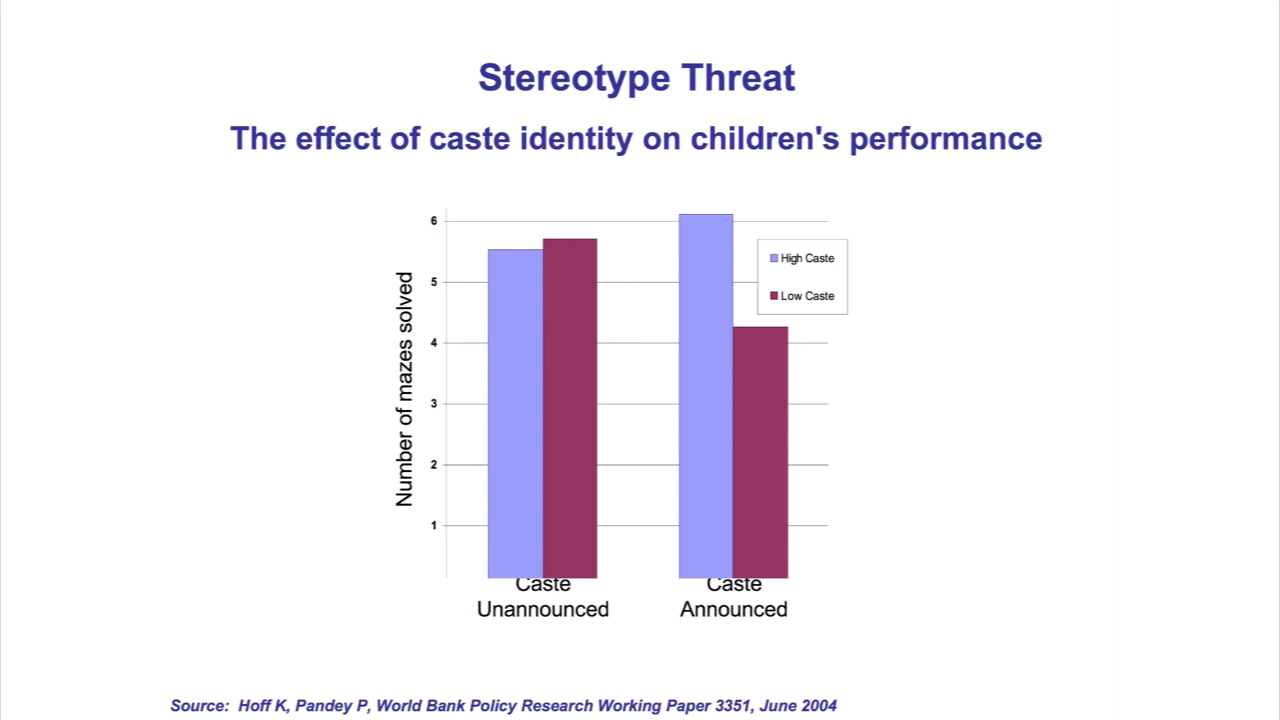 Stereotype Threat
The effect of caste identity on children's performance
Number of mazes solved
6
5
4
3
2
1
High Caste
Low Caste
Caste
Unannounced
Caste
Announced
Source: Hoff K, Pandey P, World Bank Policy Research Working Paper 3351, June 2004